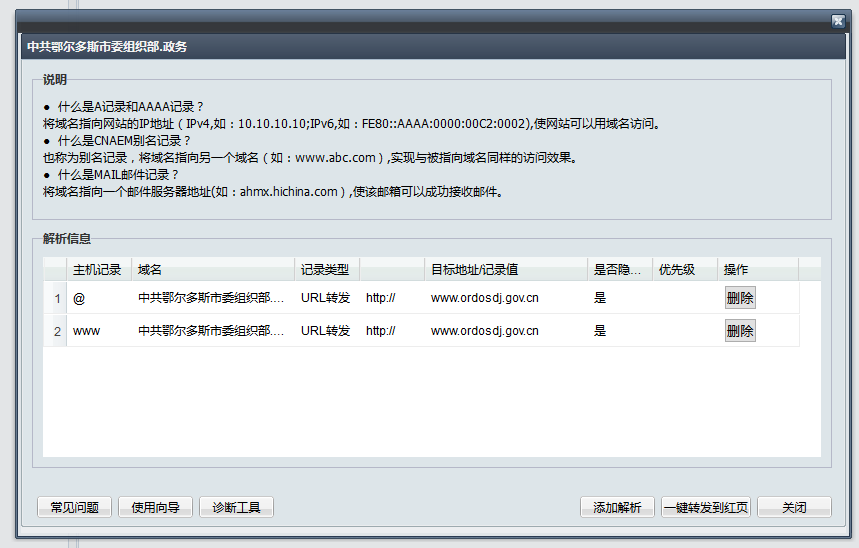 中共鄂尔多斯市委组织部.政务
说明
● 什么是A记录和AAAA记录？
将域名指向网站的IP地址（IPv4,如：10.10.10.10;IPv6,如：FE80::AAAA:0000:00C2:0002),使网站可以用域名访问。
● 什么是CNAEM别名记录？
也称为别名记录，将域名指向另一个域名（如：www.abc.com）,实现与被指向域名同样的访问效果。
● 什么是MAIL邮件记录？
将域名指向一个邮件服务器地址(如：ahmx.hichina.com）,使该邮箱可以成功接收邮件。
解析信息
主机记录 域名 记录类型 目标地址/记录值 是否隐... 优先级 操作
1 @ 中共鄂尔多斯市委组织部.... URL转发 http:// www.ordosdj.gov.cn 是 删除
2 www 中共鄂尔多斯市委组织部.... URL转发 http:// www.ordosdj.gov.cn 是 删除
常见问题 使用向导 诊断工具 添加解析 一键转发到红页 关闭